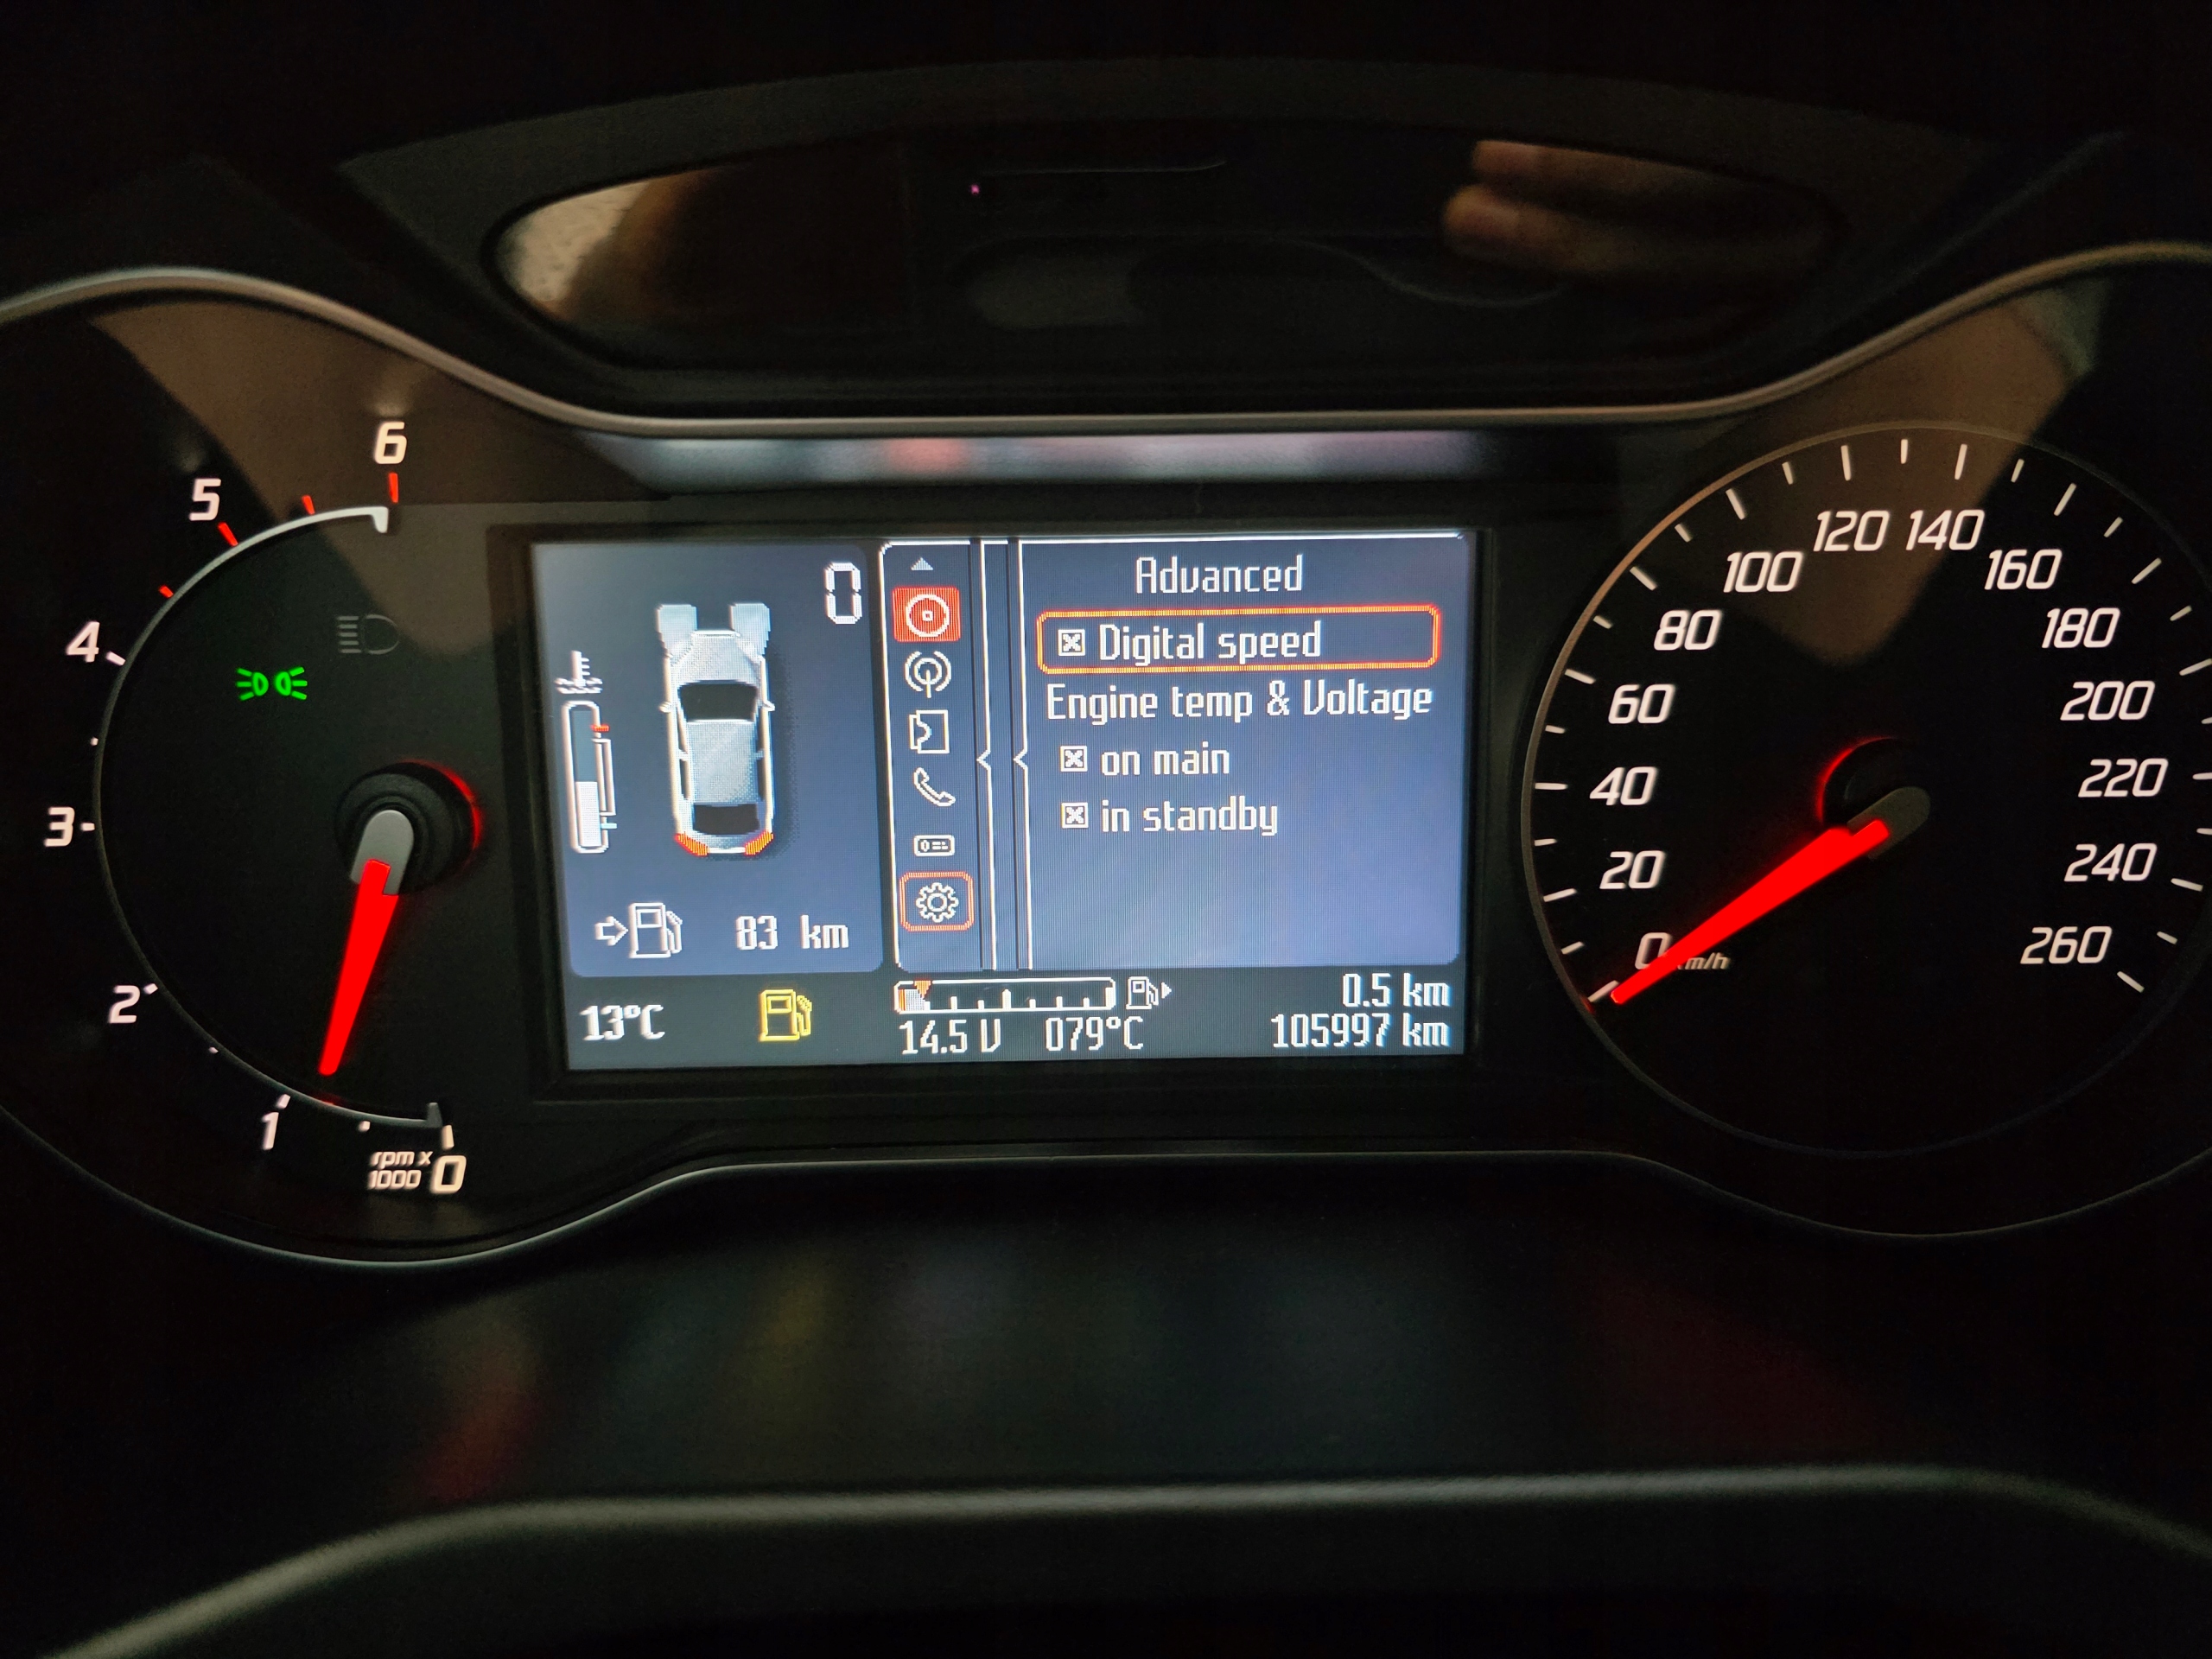 6
5
4
3
2
1
rpm x
1000 0
0
83 km
13°C
Advanced
Digital speed
Engine temp & Voltage
on main
in standby
14.5 V 079°C
0.5 km
105997 km
120 140
100 160
80 180
60 200
40 220
20 240
0 km/h 260